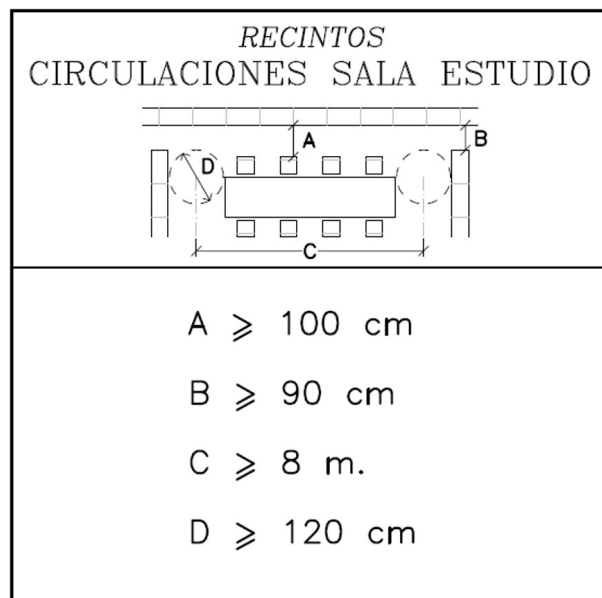 RECINTOS
CIRCULACIONES SALA ESTUDIO
A
B
D
C
A ⩾ 100 cm
B ⩾ 90 cm
C ⩾ 8 m.
D ⩾ 120 cm